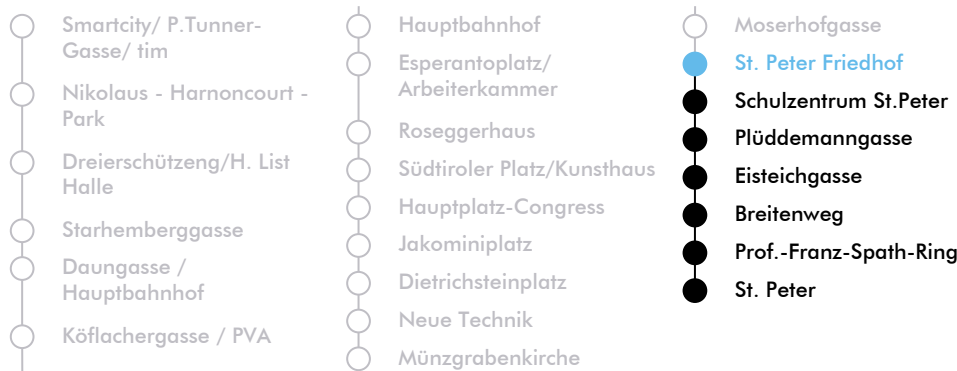 Smartcity/ P.Tunner-
Gasse/ tim
Nikolaus - Harnoncourt -
Park
Dreierschützeng/H. List
Halle
Starhemberggasse
Daungasse /
Hauptbahnhof
Köflachergasse / PVA
Hauptbahnhof
Esperantoplatz/
Arbeiterkammer
Roseggerhaus
Südtiroler Platz/Kunsthaus
Hauptplatz-Congress
Jakominiplatz
Dietrichsteinplatz
Neue Technik
Münzgrabenkirche
Moserhofgasse
St. Peter Friedhof
Schulzentrum St.Peter
Plüddemanngasse
Eisteichgasse
Breitenweg
Prof.-Franz-Spath-Ring
St. Peter